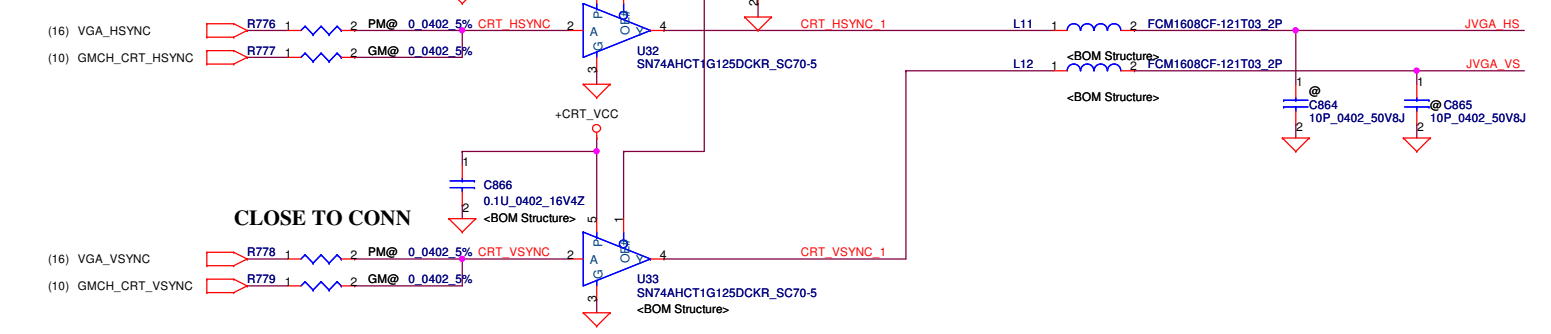 R776 1 2 PM@ 0_0402_5% CRT_HSYNC 2 A P OE# Y G 4 CRT_HSYNC_1 L11 1 2 FCM1608CF-121T03_2P JVGA_HS
(16) VGA_HSYNC
R777 1 2 GM@ 0_0402_5% U32 <BOM Structure>
(10) GMCH_CRT_HSYNC
3 SN74AHCT1G125DCKR_SC70-5 L12 1 2 FCM1608CF-121T03_2P JVGA_VS
<BOM Structure>
1 @ 1
C864 @ C865
10P_0402_50V8J 10P_0402_50V8J
2 2
+CRT_VCC
1
C866
0.1U_0402_16V4Z
2 <BOM Structure> 5 1
CLOSE TO CONN
R778 1 2 PM@ 0_0402_5% CRT_VSYNC 2 A P OE# Y G 4 CRT_VSYNC_1
(16) VGA_VSYNC
R779 1 2 GM@ 0_0402_5% U33
(10) GMCH_CRT_VSYNC
3 SN74AHCT1G125DCKR_SC70-5
<BOM Structure>